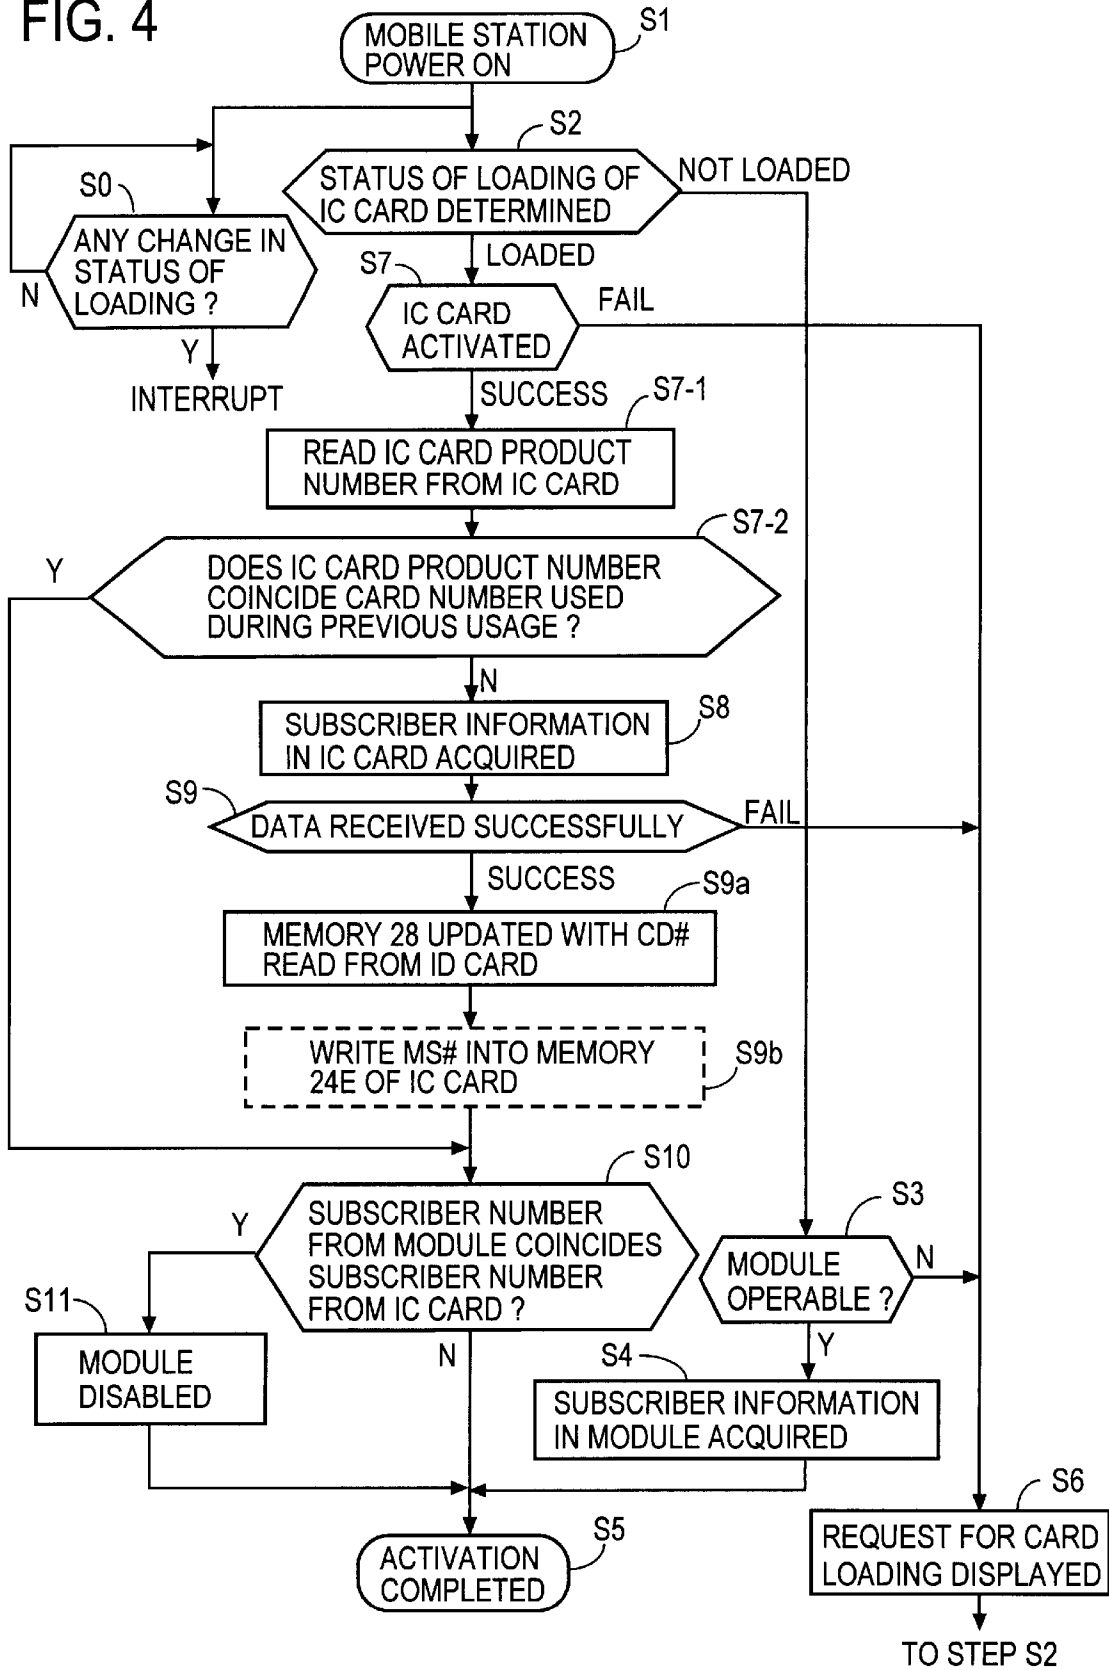 FIG. 4
MOBILE STATION
POWER ON
S1
S2
STATUS OF LOADING OF
IC CARD DETERMINED
NOT LOADED
LOADED
S0
ANY CHANGE IN
STATUS OF
LOADING ?
N
Y
INTERRUPT
S7
IC CARD
ACTIVATED
FAIL
SUCCESS
S7-1
READ IC CARD PRODUCT
NUMBER FROM IC CARD
S7-2
Y
DOES IC CARD PRODUCT NUMBER
COINCIDE CARD NUMBER USED
DURING PREVIOUS USAGE ?
N
S8
SUBSCRIBER INFORMATION
IN IC CARD ACQUIRED
S9
DATA RECEIVED SUCCESSFULLY
FAIL
SUCCESS
S9a
MEMORY 28 UPDATED WITH CD#
READ FROM ID CARD
WRITE MS# INTO MEMORY
24E OF IC CARD
S9b
S10
SUBSCRIBER NUMBER
FROM MODULE COINCIDES
SUBSCRIBER NUMBER
FROM IC CARD ?
Y
N
S11
MODULE
DISABLED
S3
MODULE
OPERABLE ?
N
Y
S4
SUBSCRIBER INFORMATION
IN MODULE ACQUIRED
S5
ACTIVATION
COMPLETED
S6
REQUEST FOR CARD
LOADING DISPLAYED
TO STEP S2